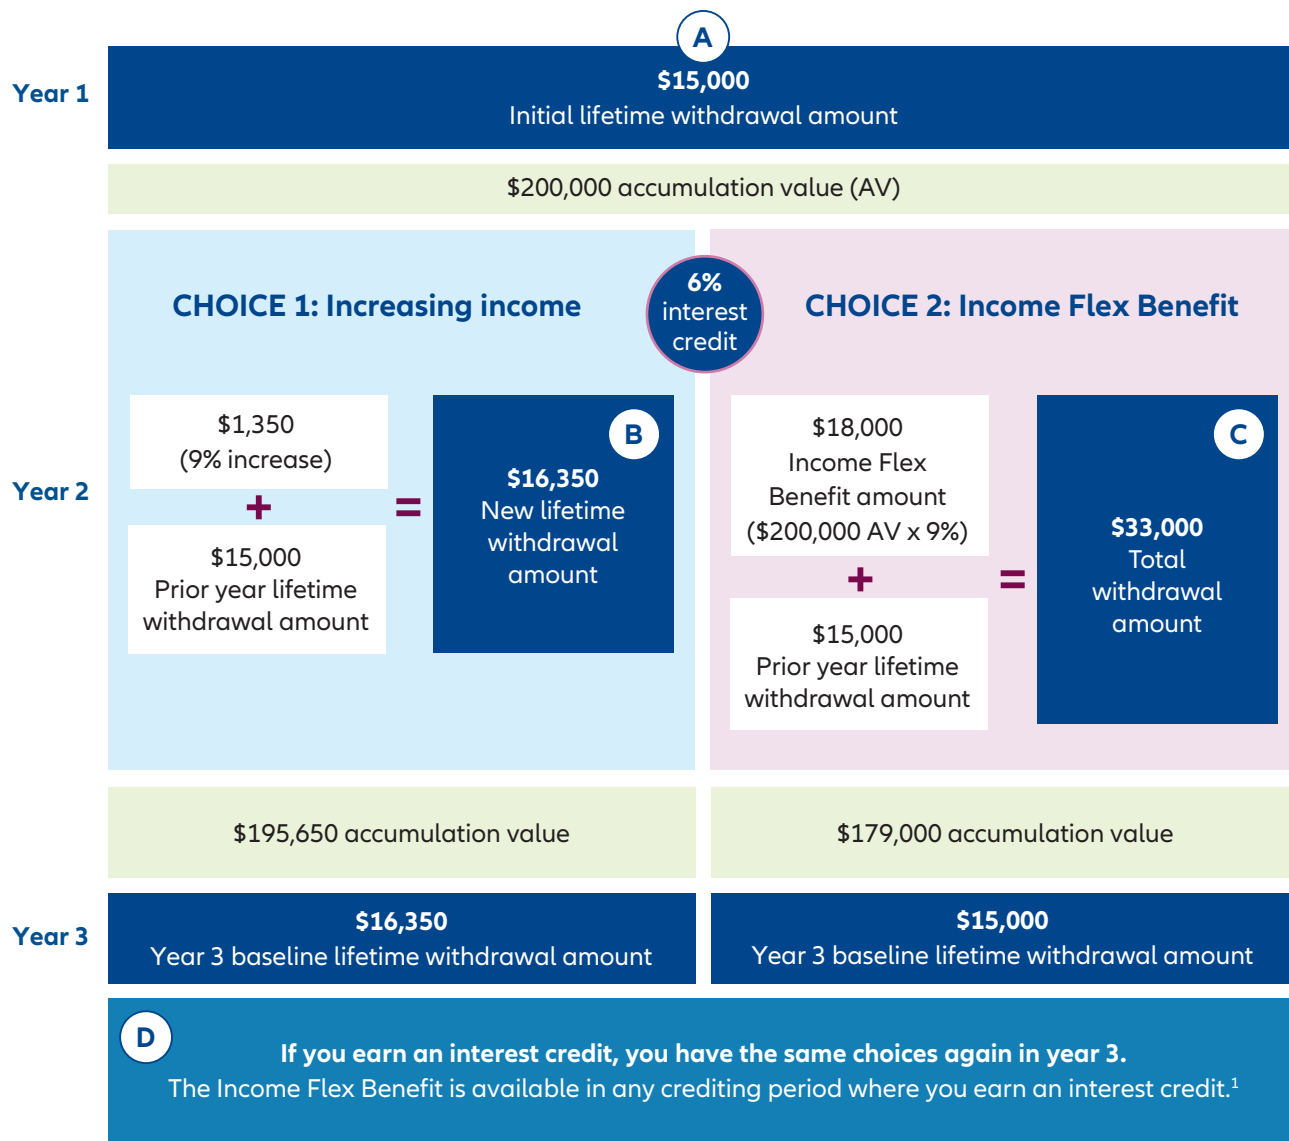 A
Year 1
$15,000
Initial lifetime withdrawal amount
$200,000 accumulation value (AV)
Year 2
CHOICE 1: Increasing income
6%
interest
credit
CHOICE 2: Income Flex Benefit
$1,350
(9% increase)
+
$15,000
Prior year lifetime
withdrawal amount
=
B
$16,350
New lifetime
withdrawal
amount
$18,000
Income Flex
Benefit amount
($200,000 AV x 9%)
+
$15,000
Prior year lifetime
withdrawal amount
=
C
$33,000
Total
withdrawal
amount
$195,650 accumulation value
$179,000 accumulation value
Year 3
$16,350
Year 3 baseline lifetime withdrawal amount
$15,000
Year 3 baseline lifetime withdrawal amount
D
If you earn an interest credit, you have the same choices again in year 3.
The Income Flex Benefit is available in any crediting period where you earn an interest credit.¹